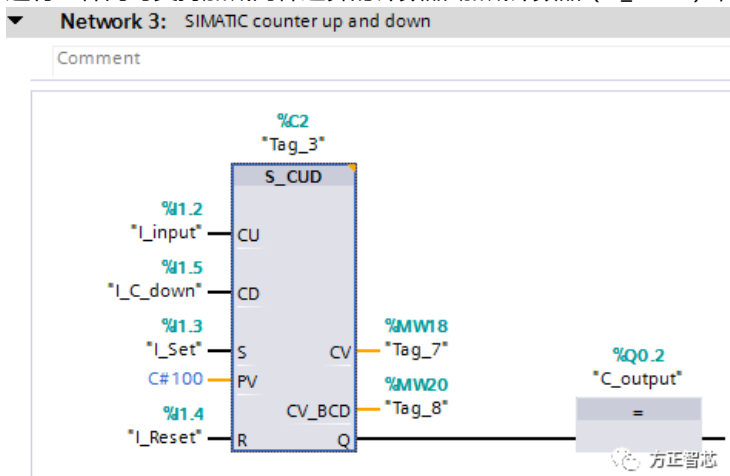 Network 3: SIMATIC counter up and down
Comment
%C2
"Tag_3"
S_CUD
%I1.2
"I_input"
CU
%I1.5
"I_C_down"
CD
%I1.3
"I_Set"
S
CV
%MW18
"Tag_7"
C#100
PV
%MW20
CV_BCD
"Tag_8"
%I1.4
"I_Reset"
R
Q
%Q0.2
"C_output"
=
方正智芯